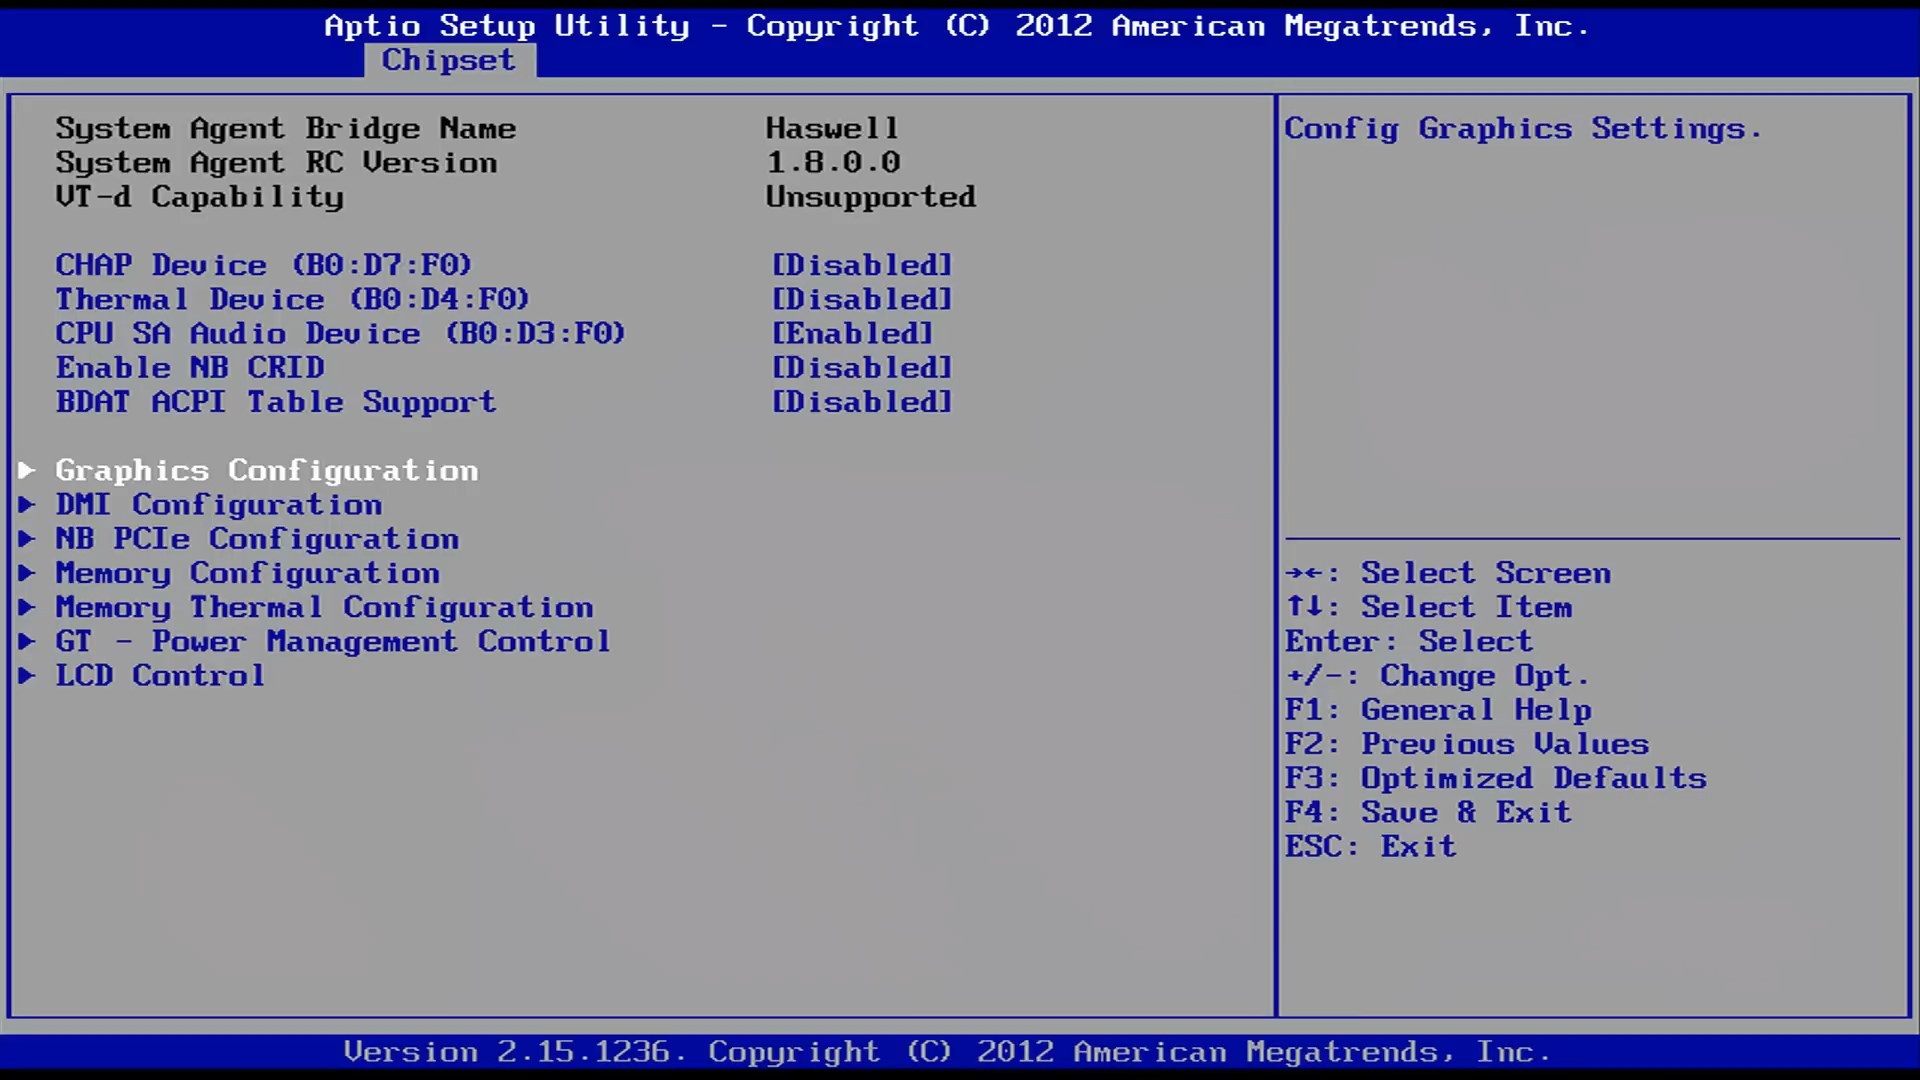 Aptio Setup Utility - Copyright (C) 2012 American Megatrends, Inc.
Chipset
System Agent Bridge Name Haswell
System Agent RC Version 1.8.0.0
VT-d Capability Unsupported
CHAP Device (B0:D7:F0) [Disabled]
Thermal Device (B0:D4:F0) [Disabled]
CPU SA Audio Device (B0:D3:F0) [Enabled]
Enable NB CRID [Disabled]
BDAT ACPI Table Support [Disabled]
► Graphics Configuration
► DMI Configuration
► NB PCIe Configuration
► Memory Configuration
► Memory Thermal Configuration
► GT - Power Management Control
► LCD Control
Config Graphics Settings.
→←: Select Screen
↑↓: Select Item
Enter: Select
+/-: Change Opt.
F1: General Help
F2: Previous Values
F3: Optimized Defaults
F4: Save & Exit
ESC: Exit
Version 2.15.1236. Copyright (C) 2012 American Megatrends, Inc.